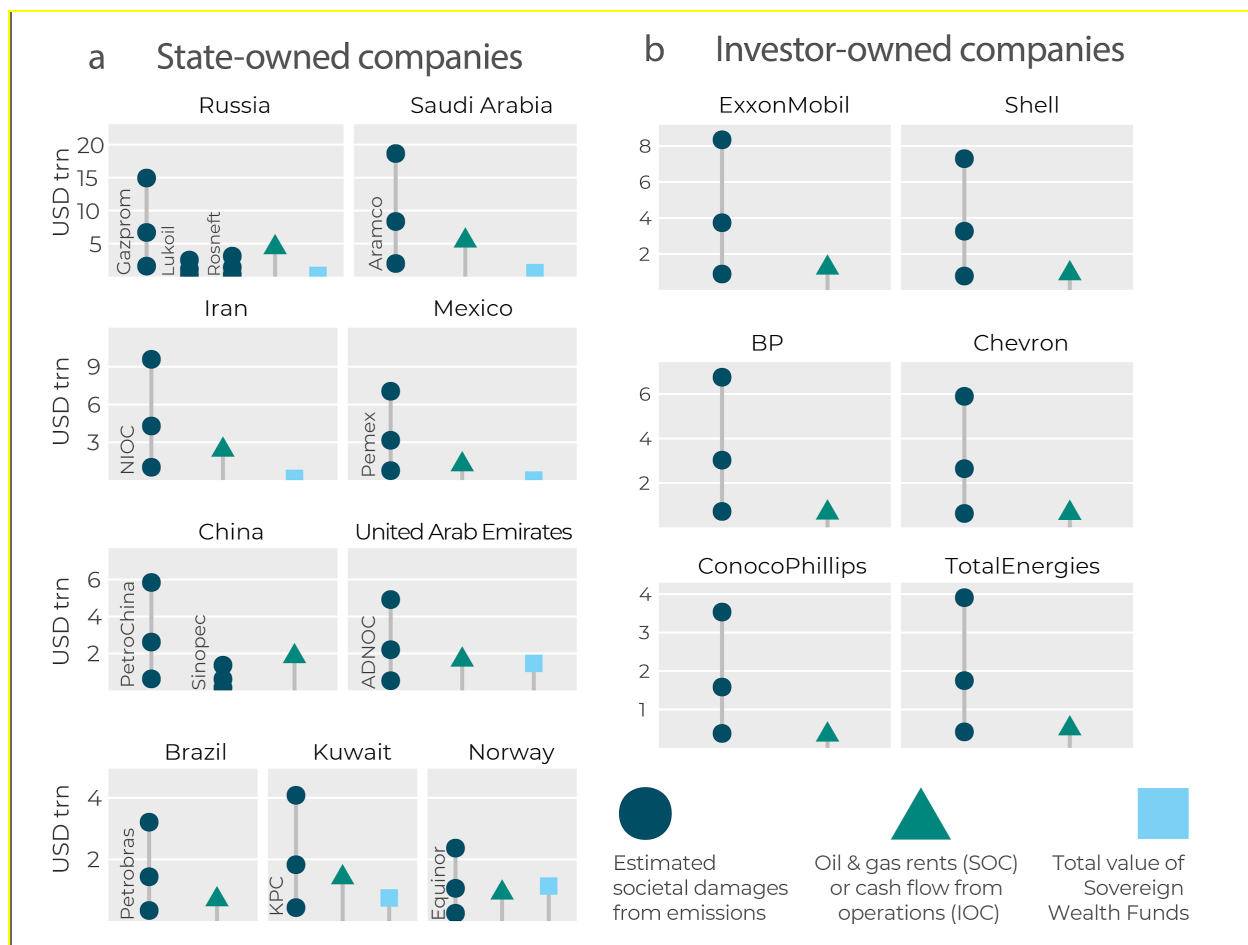 a State-owned companies
Russia
Saudi Arabia
USD trn
20
15
10
5
Gazprom
Lukoil
Rosneft
Aramco
Iran
Mexico
USD trn
9
6
3
NIOC
Pemex
China
United Arab Emirates
USD trn
6
4
2
PetroChina
Sinopec
ADNOC
Brazil
Kuwait
Norway
USD trn
4
2
Petrobras
KPC
Equinor
b Investor-owned companies
ExxonMobil
Shell
8
6
4
2
BP
Chevron
6
4
2
ConocoPhillips
TotalEnergies
4
3
2
1
Estimated
societal damages
from emissions
Oil & gas rents (SOC)
or cash flow from
operations (IOC)
Total value of
Sovereign
Wealth Funds